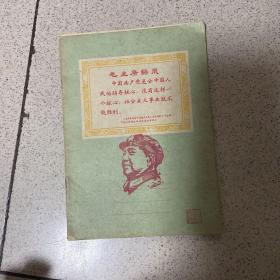 毛主席語录
中国共产党是全中国人
民的领导核心。没有这样一
个核心，社会主义事业就不
能胜利。